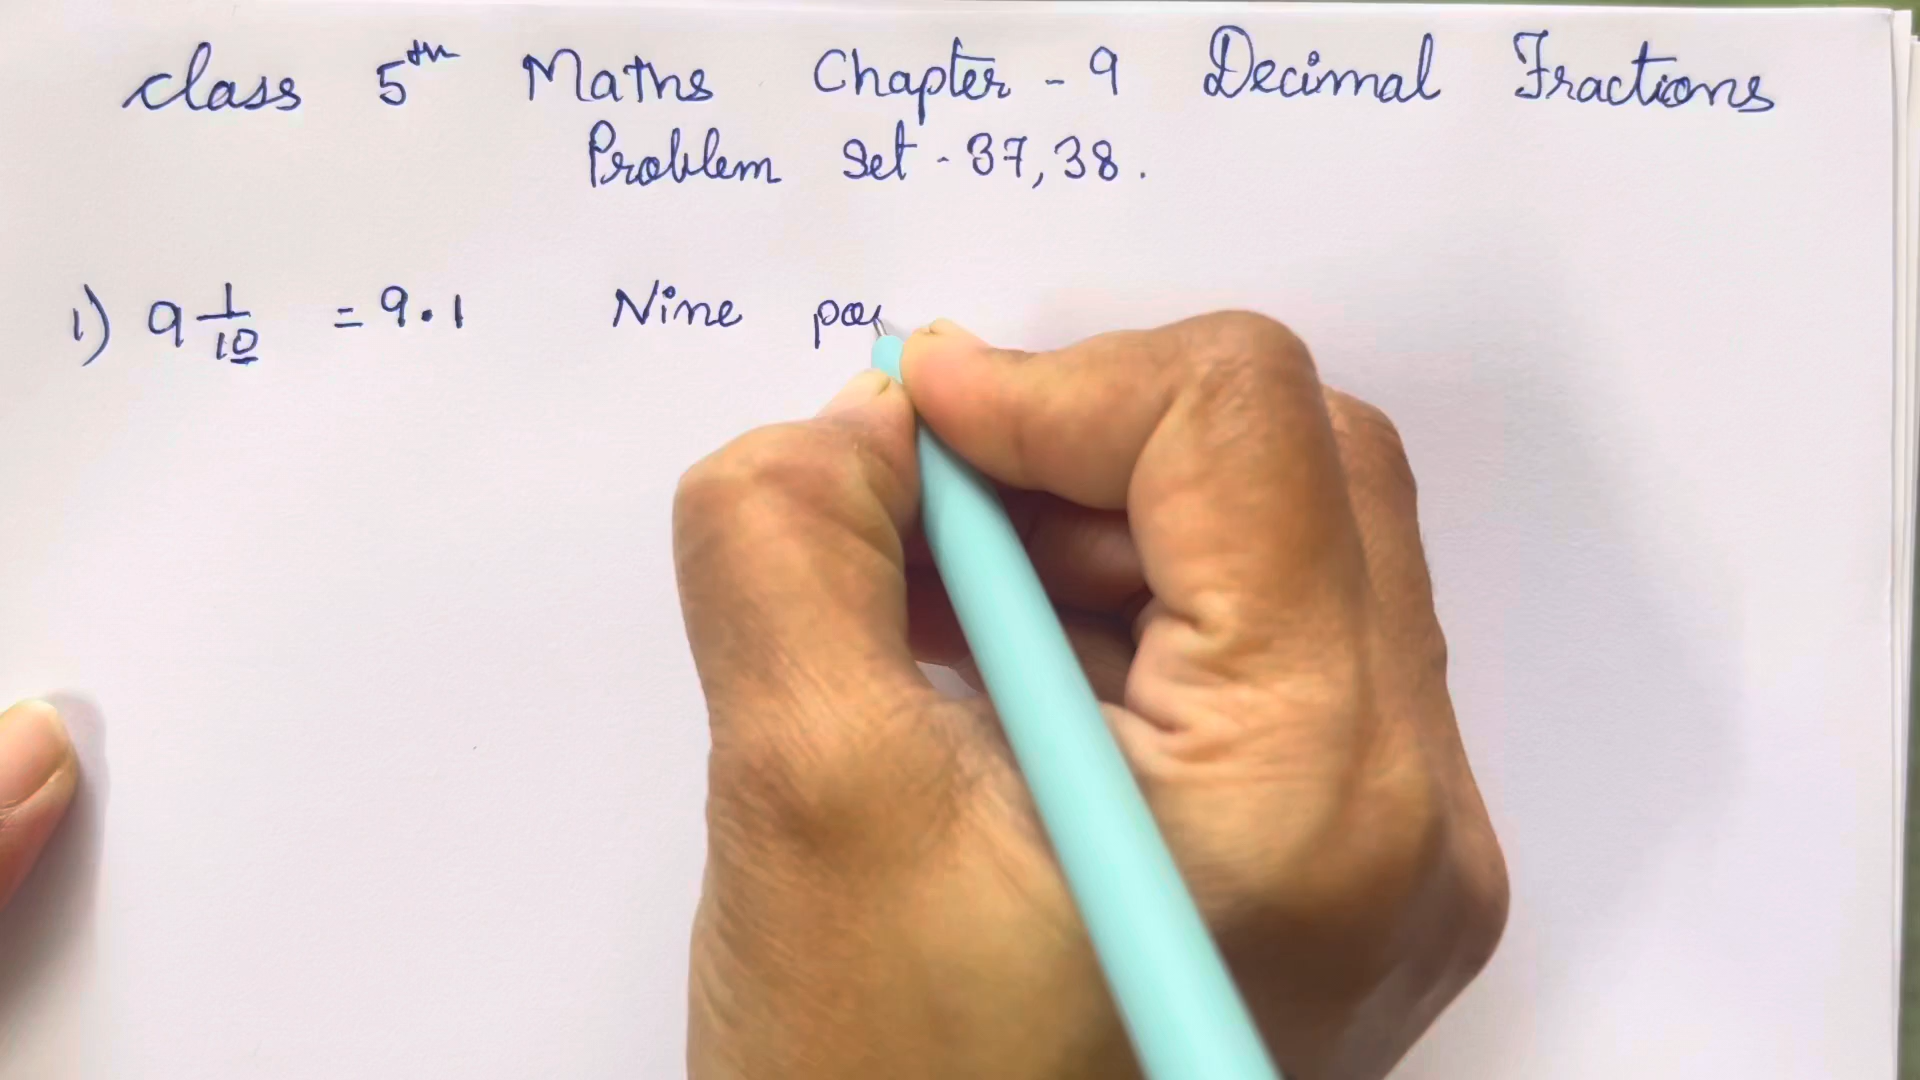 class 5th Maths Chapter - 9 Decimal Fractions
Problem Set - 37, 38.
1) 9 1/10 = 9.1 Nine